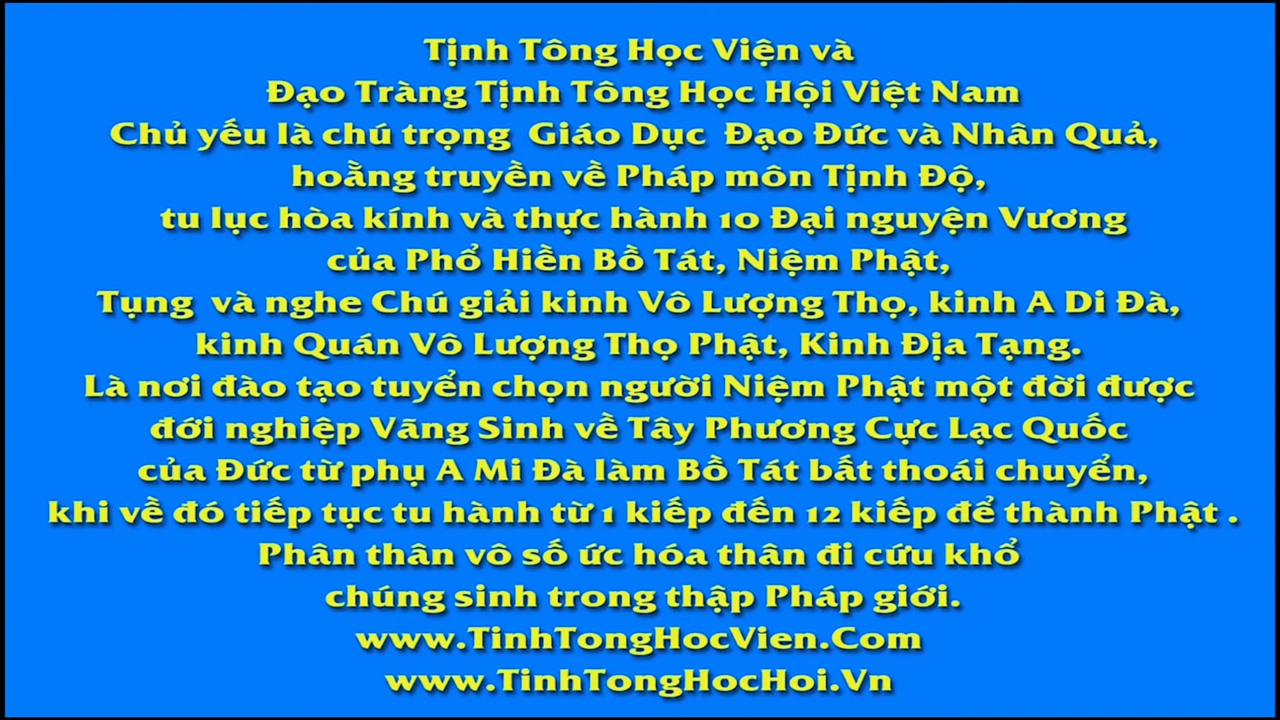 Tịnh Tông Học Viện và
Đạo Tràng Tịnh Tông Học Hội Việt Nam
Chủ yếu là chú trọng Giáo Dục Đạo Đức và Nhân Quả,
hoằng truyền về Pháp môn Tịnh Độ,
tu lục hòa kính và thực hành 10 Đại nguyện Vương
của Phổ Hiền Bồ Tát, Niệm Phật,
Tụng và nghe Chú giải kinh Vô Lượng Thọ, kinh A Di Đà,
kinh Quán Vô Lượng Thọ Phật, Kinh Địa Tạng.
Là nơi đào tạo tuyển chọn người Niệm Phật một đời được
đới nghiệp Vãng Sinh về Tây Phương Cực Lạc Quốc
của Đức từ phụ A Mi Đà làm Bồ Tát bất thoái chuyển,
khi về đó tiếp tục tu hành từ 1 kiếp đến 12 kiếp để thành Phật .
Phân thân vô số ức hóa thân đi cứu khổ
chúng sinh trong thập Pháp giới.
www.TinhTongHocVien.Com
www.TinhTongHocHoi.Vn